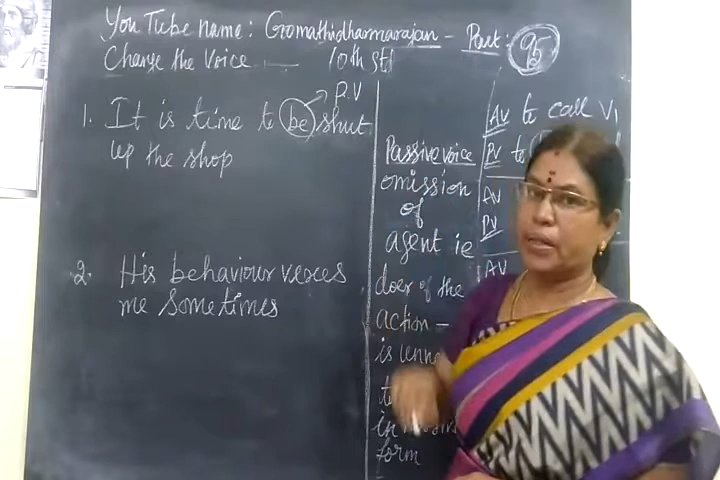 You Tube name: Gomathidharmarajan - Part: 95
Change the Voice 10th std
P.V
1. It is time to be shut
up the shop
2. His behaviour vexes
me sometimes
Passive voice
omission
of
agent ie
doer of the
action -
is
in
form
AV to call V1
PV to
AV
PV
AV